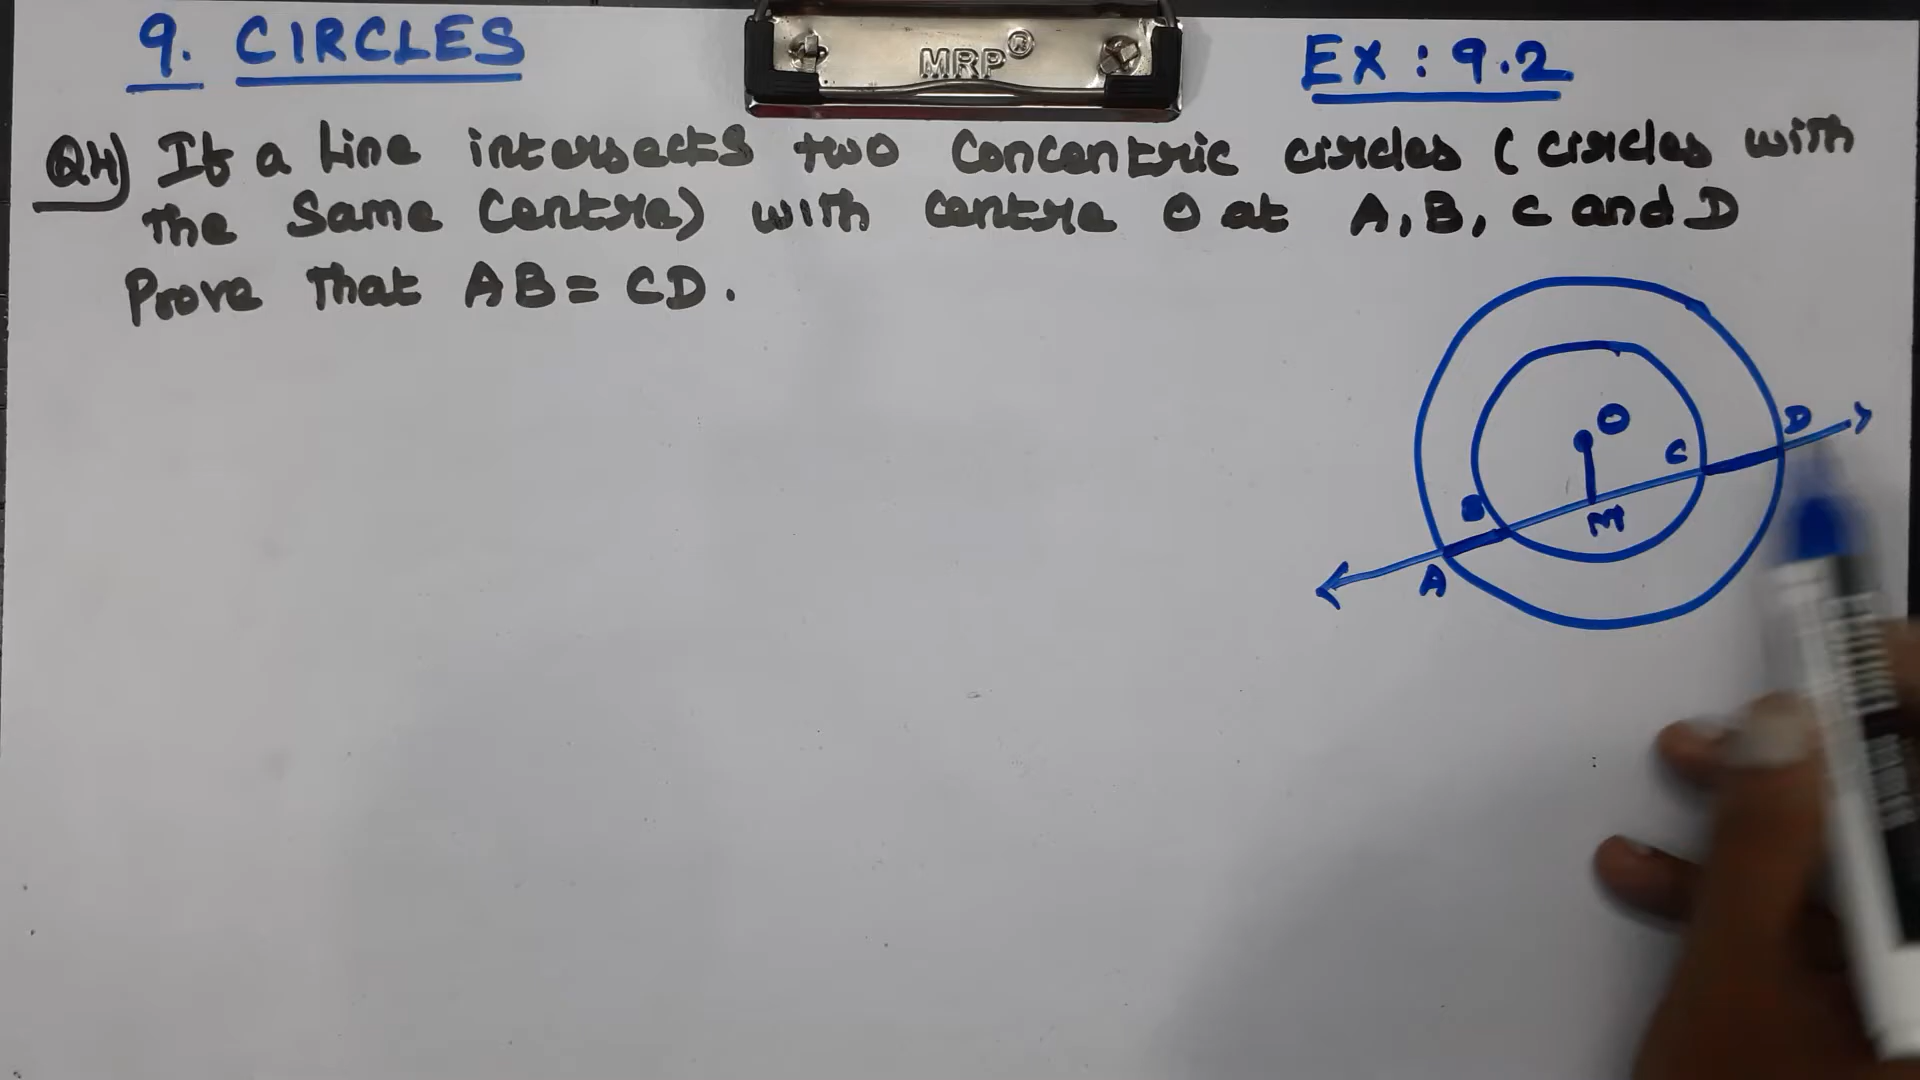 9. CIRCLES
MRP®
EX : 9.2
Q4) If a line intersects two concentric circles (circles with
the same centre) with centre O at A, B, C and D
Prove that AB = CD.
O
D
C
B
M
A